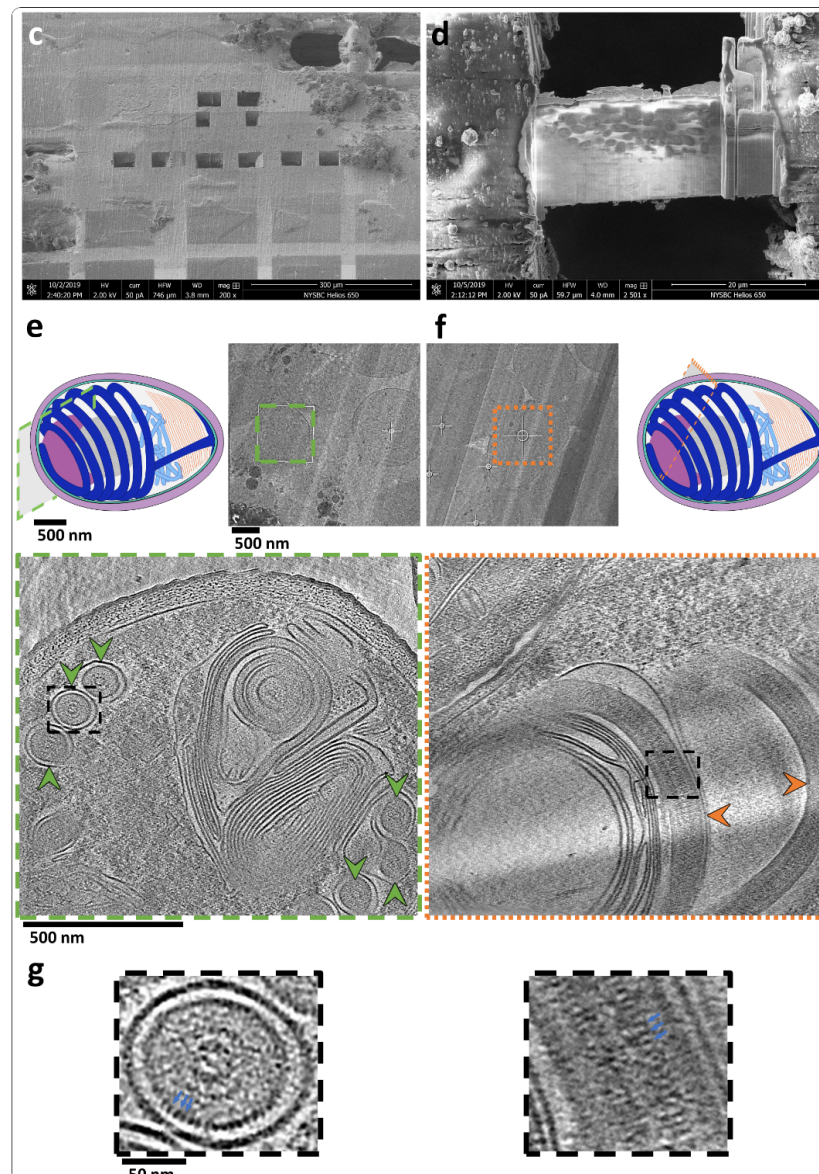 c
d
10/2/2019 HV curr HFW WD mag 300 µm
2:40:20 PM 2.00 kV 50 pA 746 µm 3.8 mm 200 x NYSBC Helios 650
10/5/2019 HV curr HFW WD mag 20 µm
2:12:12 PM 2.00 kV 50 pA 59.7 µm 4.0 mm 2 501 x NYSBC Helios 650
e
f
500 nm
500 nm
500 nm
g
50 nm